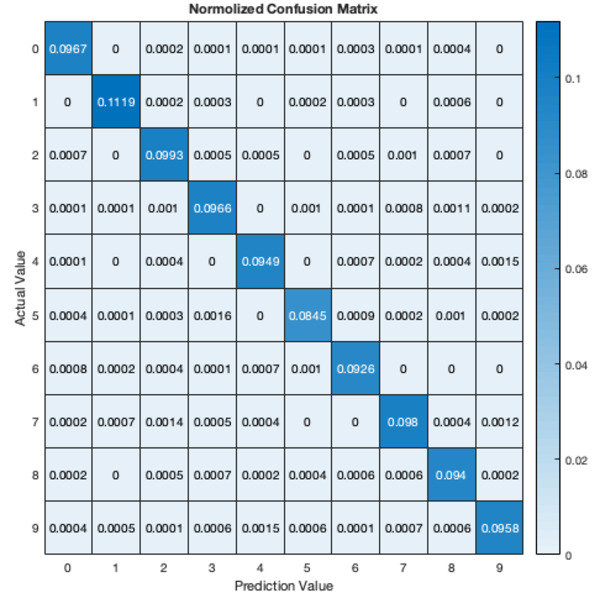 Normolized Confusion Matrix
0 0.0967 0 0.0002 0.0001 0.0001 0.0001 0.0003 0.0001 0.0004 0
1 0 0.1119 0.0002 0.0003 0 0.0002 0.0003 0 0.0006 0
2 0.0007 0 0.0993 0.0005 0.0005 0 0.0005 0.001 0.0007 0
3 0.0001 0.0001 0.001 0.0966 0 0.001 0.0001 0.0008 0.0011 0.0002
4 0.0001 0 0.0004 0 0.0949 0 0.0007 0.0002 0.0004 0.0015
5 0.0004 0.0001 0.0003 0.0016 0 0.0845 0.0009 0.0002 0.001 0.0002
6 0.0008 0.0002 0.0004 0.0001 0.0007 0.001 0.0926 0 0 0
7 0.0002 0.0007 0.0014 0.0005 0.0004 0 0 0.098 0.0004 0.0012
8 0.0002 0 0.0005 0.0007 0.0002 0.0004 0.0006 0.0006 0.094 0.0002
9 0.0004 0.0005 0.0001 0.0006 0.0015 0.0006 0.0001 0.0007 0.0006 0.0958
0 1 2 3 4 5 6 7 8 9
Prediction Value
Actual Value
0.1
0.08
0.06
0.04
0.02
0